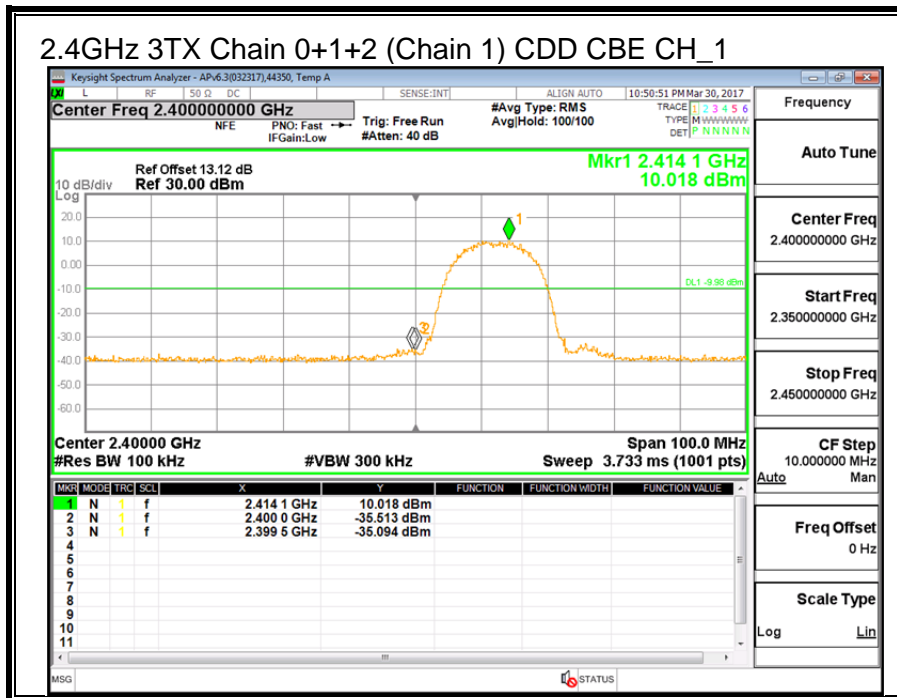 2.4GHz 3TX Chain 0+1+2 (Chain 1) CDD CBE CH_1
Keysight Spectrum Analyzer - APv6.3(032317),44350, Temp A
LXI L RF 50 Ω DC SENSE:INT ALIGN AUTO 10:50:51 PM Mar 30, 2017
Center Freq 2.400000000 GHz
NFE PNO: Fast IFGain:Low
Trig: Free Run #Atten: 40 dB
#Avg Type: RMS Avg|Hold: 100/100
TRACE 1 2 3 4 5 6
TYPE M WWWWW
DET P N N N N N
Frequency
Auto Tune
Center Freq
2.400000000 GHz
Start Freq
2.350000000 GHz
Stop Freq
2.450000000 GHz
CF Step
10.000000 MHz
Auto Man
Freq Offset
0 Hz
Scale Type
Log Lin
Mkr1 2.414 1 GHz
10.018 dBm
Ref Offset 13.12 dB
10 dB/div Ref 30.00 dBm
Log
20.0
10.0
0.00
-10.0
-20.0
-30.0
-40.0
-50.0
-60.0
1
DL1 -9.98 dBm
3 2
Center 2.40000 GHz Span 100.0 MHz
#Res BW 100 kHz #VBW 300 kHz Sweep 3.733 ms (1001 pts)
MKR MODE TRC SCL X Y FUNCTION FUNCTION WIDTH FUNCTION VALUE
1 N 1 f 2.414 1 GHz 10.018 dBm
2 N 1 f 2.400 0 GHz -35.513 dBm
3 N 1 f 2.399 5 GHz -35.094 dBm
4
5
6
7
8
9
10
11
MSG STATUS